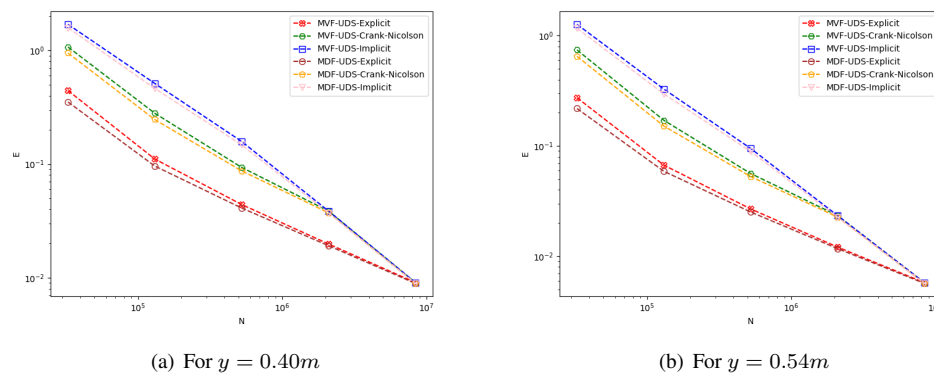 MVF-UDS-Explicit
MVF-UDS-Crank-Nicolson
MVF-UDS-Implicit
MDF-UDS-Explicit
MDF-UDS-Crank-Nicolson
MDF-UDS-Implicit
10⁰
10⁻¹
10⁻²
E
10⁵
10⁶
10⁷
N
(a) For y = 0.40m
MVF-UDS-Explicit
MVF-UDS-Crank-Nicolson
MVF-UDS-Implicit
MDF-UDS-Explicit
MDF-UDS-Crank-Nicolson
MDF-UDS-Implicit
10⁰
10⁻¹
10⁻²
E
10⁵
10⁶
N
(b) For y = 0.54m